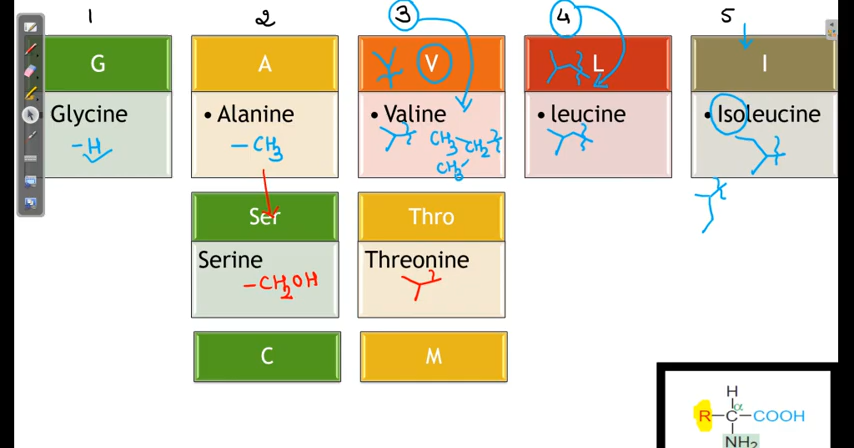 1 2 3 4 5
G A V L I
Glycine
-H
• Alanine
-CH3
• Valine
CH3-CH2
CH3
• leucine
• Isoleucine
Ser
Serine
-CH2OH
Thro
Threonine
C M
H
R-C-COOH
α
NH2